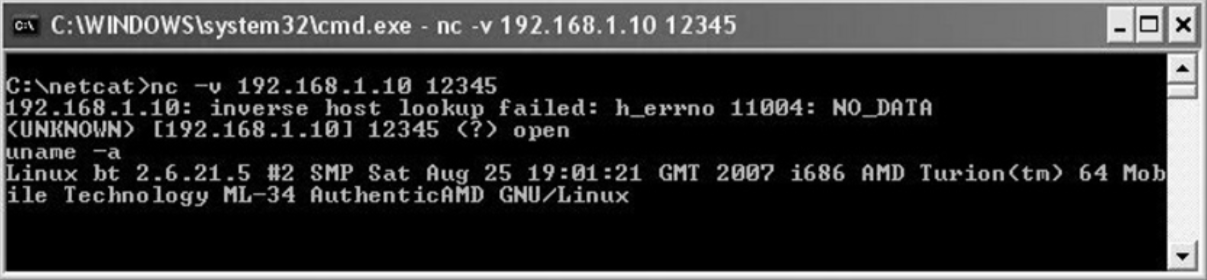 C:\WINDOWS\system32\cmd.exe - nc -v 192.168.1.10 12345
C:\netcat>nc -v 192.168.1.10 12345
192.168.1.10: inverse host lookup failed: h_errno 11004: NO_DATA
(UNKNOWN) [192.168.1.10] 12345 (?) open
uname -a
Linux bt 2.6.21.5 #2 SMP Sat Aug 25 19:01:21 GMT 2007 i686 AMD Turion(tm) 64 Mob
ile Technology ML-34 AuthenticAMD GNU/Linux